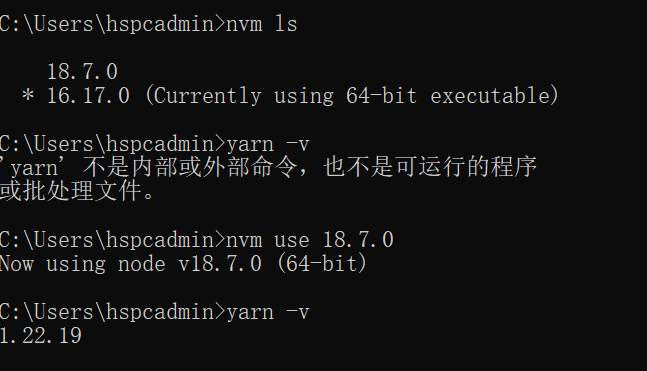 C:\Users\hspcadmin>nvm ls
18.7.0
* 16.17.0 (Currently using 64-bit executable)
C:\Users\hspcadmin>yarn -v
'yarn' 不是内部或外部命令，也不是可运行的程序
或批处理文件。
C:\Users\hspcadmin>nvm use 18.7.0
Now using node v18.7.0 (64-bit)
C:\Users\hspcadmin>yarn -v
1.22.19